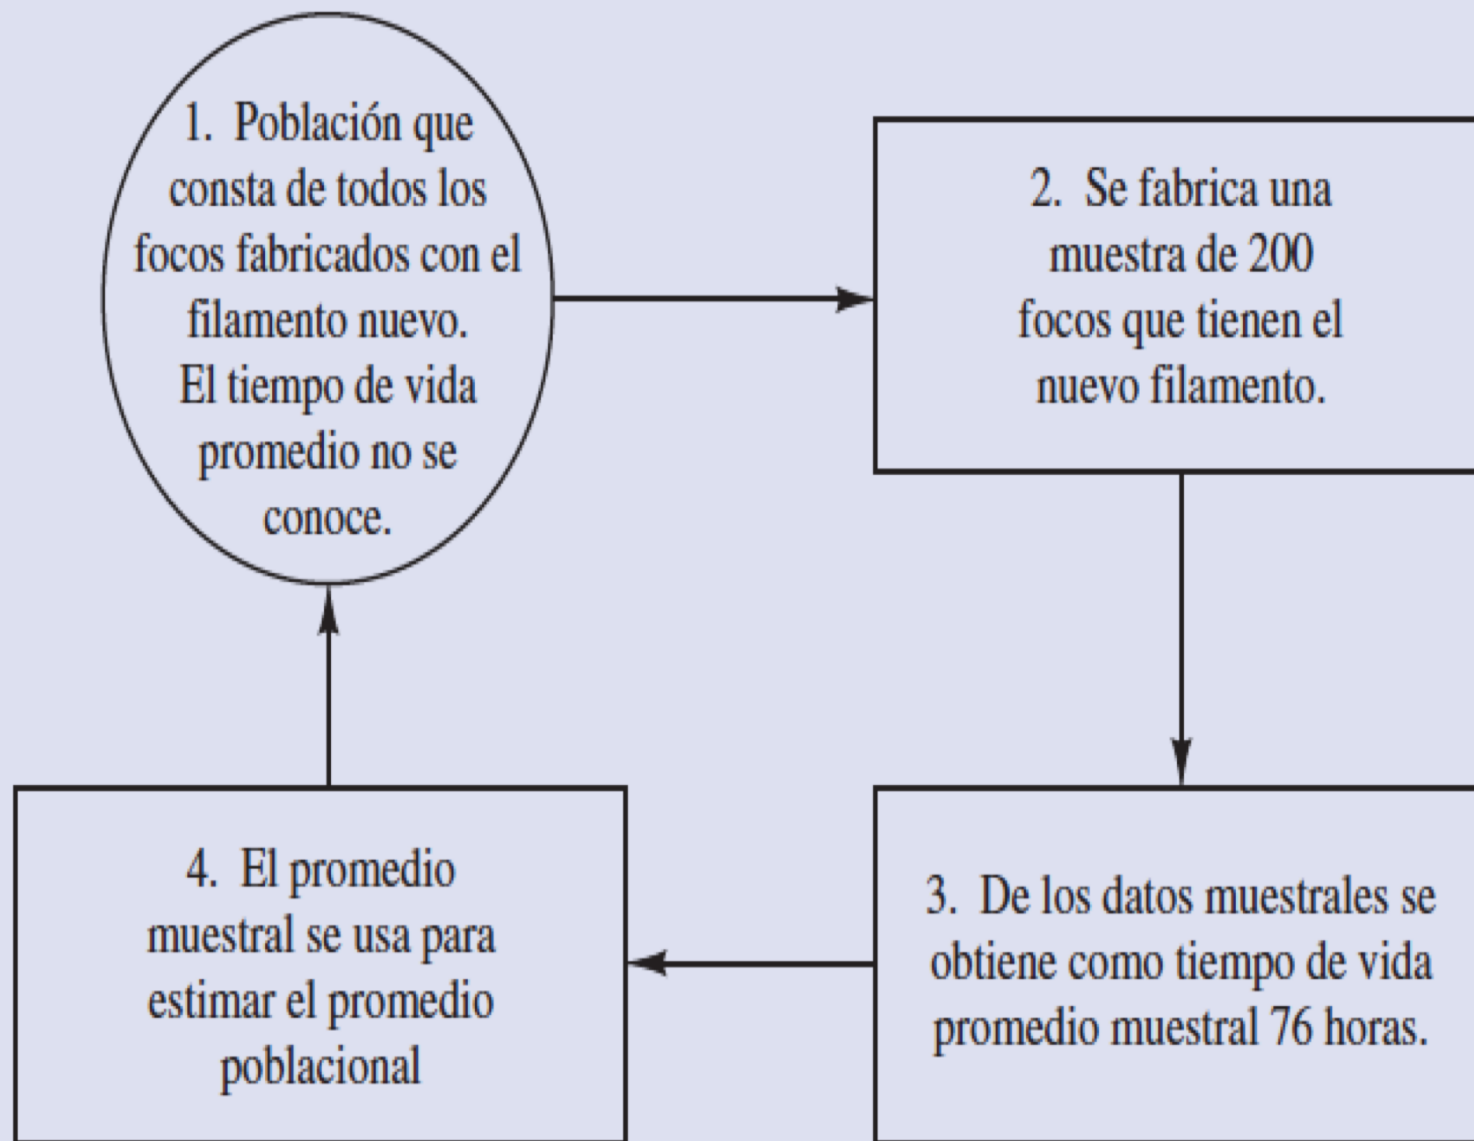 1. Población que
consta de todos los
focos fabricados con el
filamento nuevo.
El tiempo de vida
promedio no se
conoce.
2. Se fabrica una
muestra de 200
focos que tienen el
nuevo filamento.
3. De los datos muestrales se
obtiene como tiempo de vida
promedio muestral 76 horas.
4. El promedio
muestral se usa para
estimar el promedio
poblacional